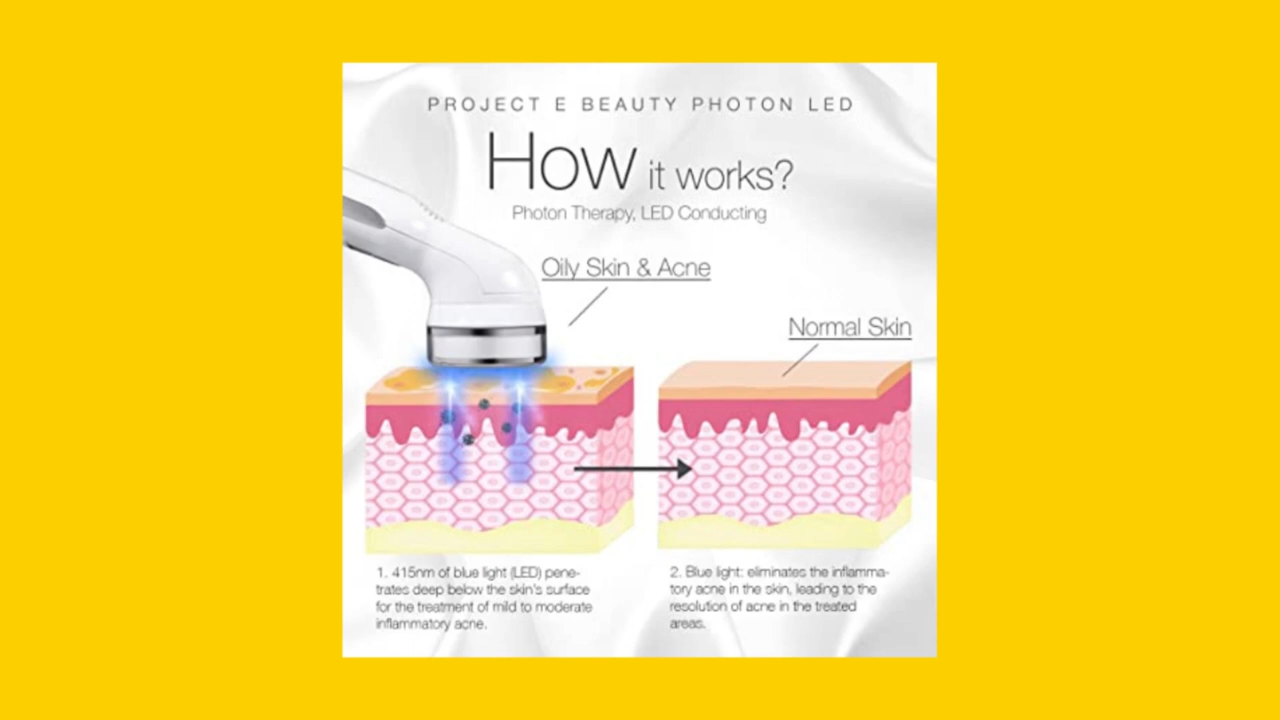 PROJECT E BEAUTY PHOTON LED
How it works?
Photon Therapy, LED Conducting
Oily Skin & Acne
Normal Skin
1. 415nm of blue light (LED) pene-
trates deep below the skin's surface
for the treatment of mild to moderate
inflammatory acne.
2. Blue light: eliminates the inflamma-
tory acne in the skin, leading to the
resolution of acne in the treated
areas.